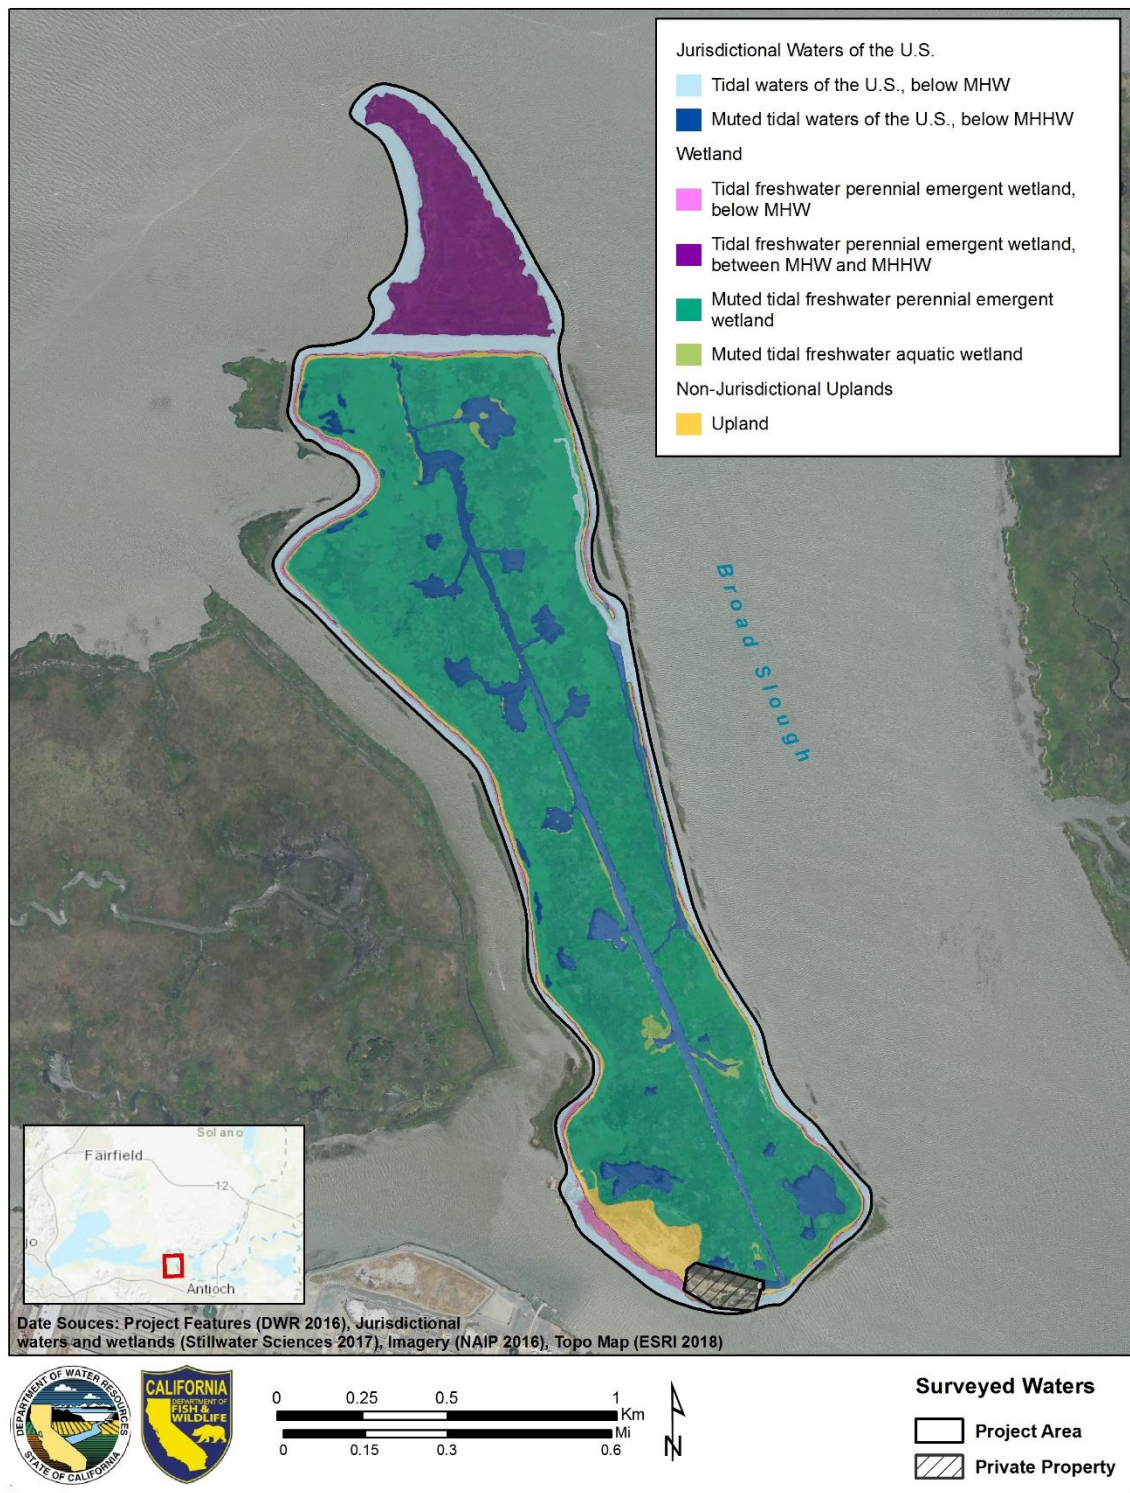 Jurisdictional Waters of the U.S.
Tidal waters of the U.S., below MHW
Muted tidal waters of the U.S., below MHHW
Wetland
Tidal freshwater perennial emergent wetland,
below MHW
Tidal freshwater perennial emergent wetland,
between MHW and MHHW
Muted tidal freshwater perennial emergent
wetland
Muted tidal freshwater aquatic wetland
Non-Jurisdictional Uplands
Upland
Broad Slough
Solano
Fairfield
12
jo
Antioch
Date Souces: Project Features (DWR 2016), Jurisdictional
waters and wetlands (Stillwater Sciences 2017), Imagery (NAIP 2016), Topo Map (ESRI 2018)
DEPARTMENT OF WATER RESOURCES
STATE OF CALIFORNIA
CALIFORNIA
DEPARTMENT OF
FISH &
WILDLIFE
0 0.25 0.5 1
Km
Mi
0 0.15 0.3 0.6
N
Surveyed Waters
Project Area
Private Property